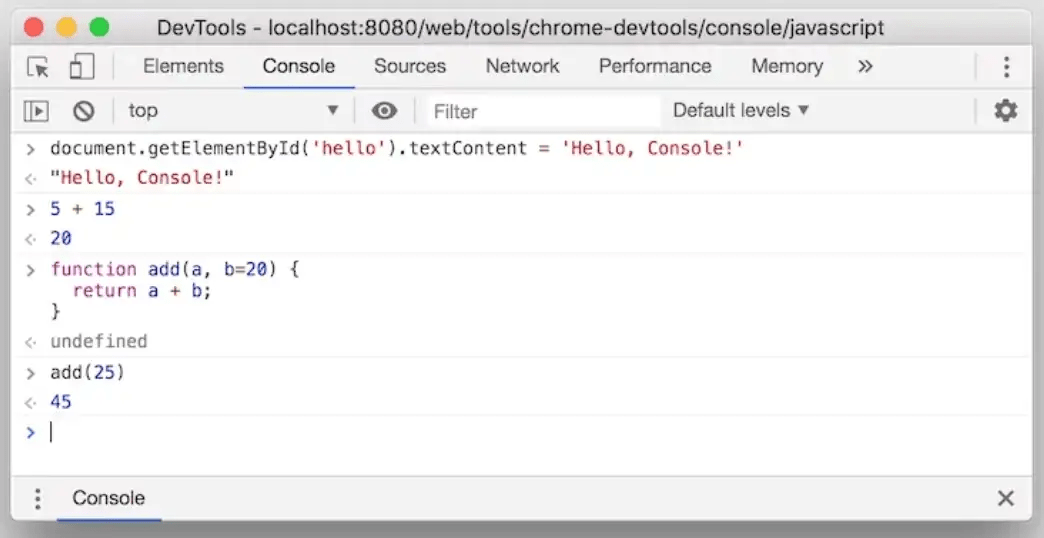 DevTools - localhost:8080/web/tools/chrome-devtools/console/javascript
Elements Console Sources Network Performance Memory »
top Filter Default levels
> document.getElementById('hello').textContent = 'Hello, Console!'
"Hello, Console!"
> 5 + 15
20
> function add(a, b=20) {
return a + b;
}
undefined
> add(25)
45
>
Console